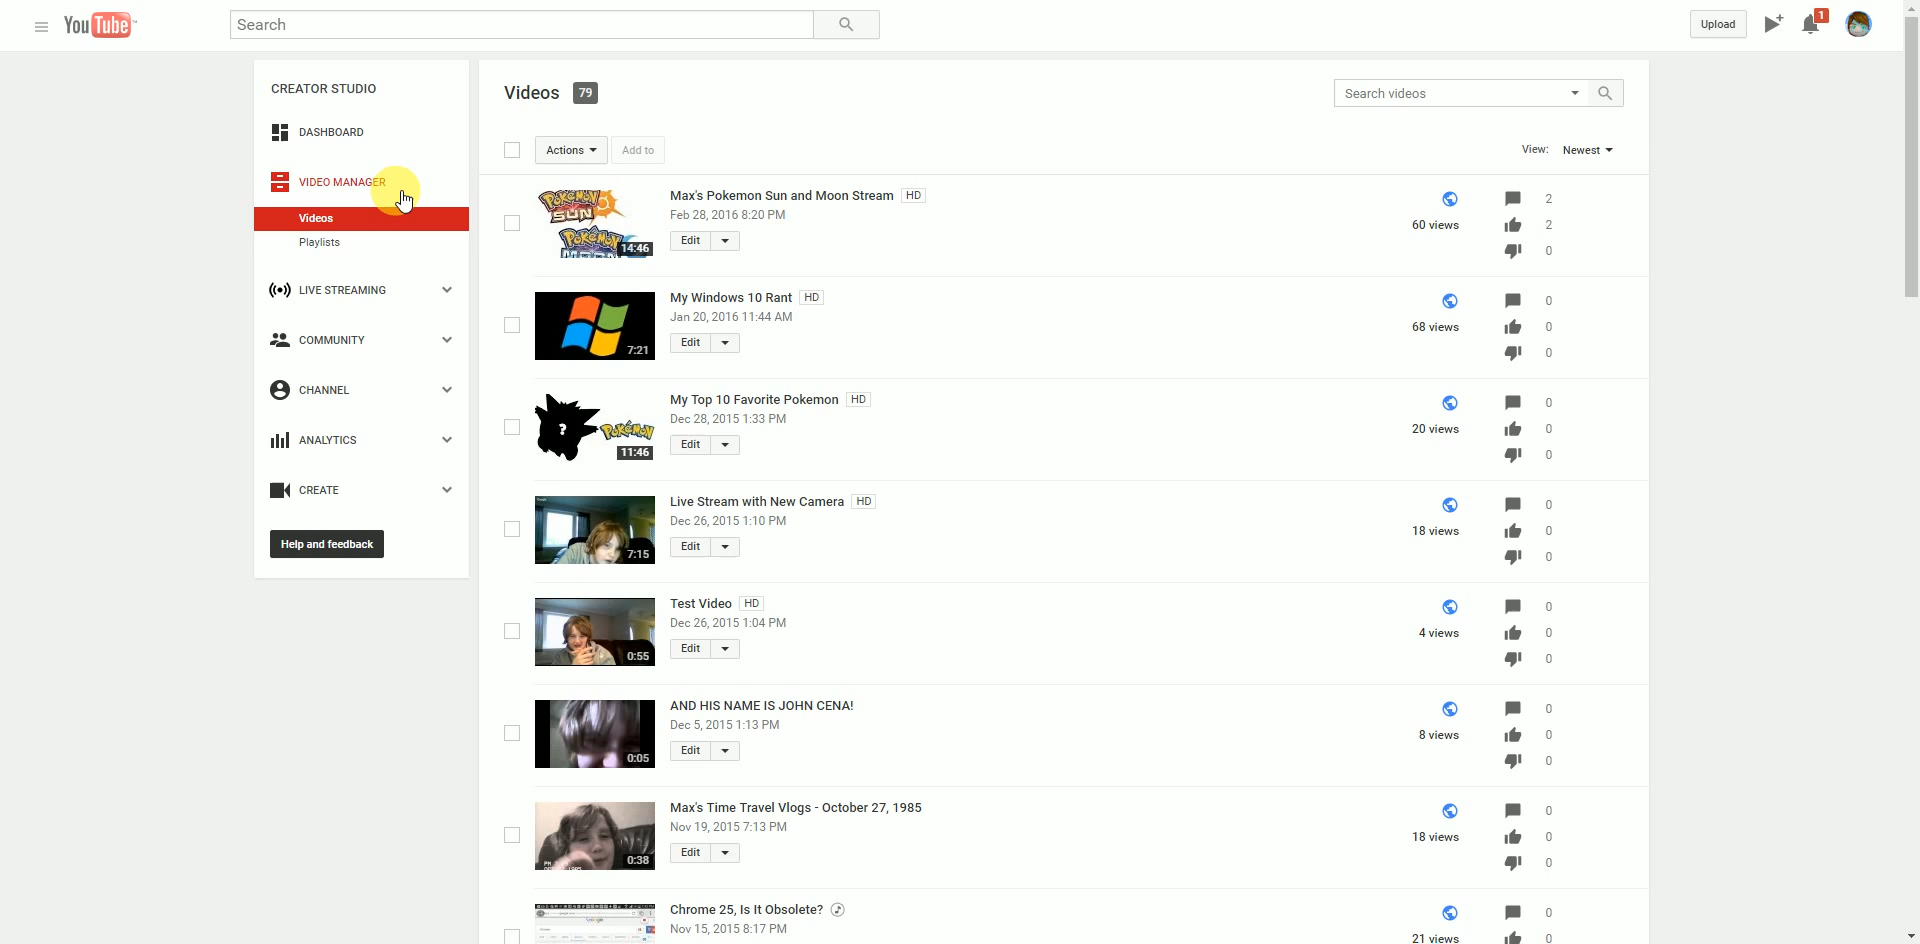 YouTube
Search
Upload
1
CREATOR STUDIO
DASHBOARD
VIDEO MANAGER
Videos
Playlists
LIVE STREAMING
COMMUNITY
CHANNEL
ANALYTICS
CREATE
Help and feedback
Videos 79
Search videos
Actions Add to
View: Newest
POKéMON
SUN
POKéMON
14:46
Max's Pokemon Sun and Moon Stream HD
Feb 28, 2016 8:20 PM
Edit
60 views
2
2
0
7:21
My Windows 10 Rant HD
Jan 20, 2016 11:44 AM
Edit
68 views
0
0
0
?
POKéMON
11:46
My Top 10 Favorite Pokemon HD
Dec 28, 2015 1:33 PM
Edit
20 views
0
0
0
7:15
Live Stream with New Camera HD
Dec 26, 2015 1:10 PM
Edit
18 views
0
0
0
0:55
Test Video HD
Dec 26, 2015 1:04 PM
Edit
4 views
0
0
0
0:05
AND HIS NAME IS JOHN CENA!
Dec 5, 2015 1:13 PM
Edit
8 views
0
0
0
0:38
Max's Time Travel Vlogs - October 27, 1985
Nov 19, 2015 7:13 PM
Edit
18 views
0
0
0
Chrome 25, Is It Obsolete?
Nov 15, 2015 8:17 PM
21 views
0
0